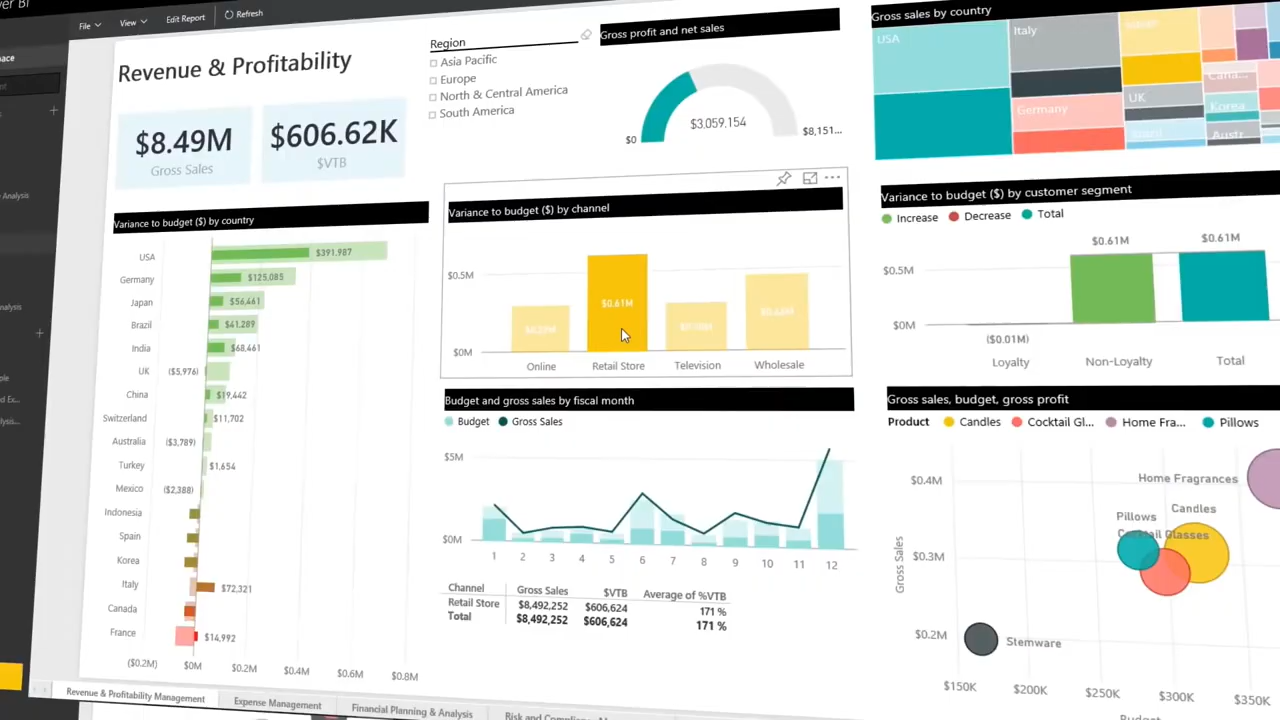 File
View
Edit Report
Refresh
Revenue & Profitability
$8.49M
Gross Sales
$606.62K
$VTB
Region
Asia Pacific
Europe
North & Central America
South America
Gross profit and net sales
$0
$3,059,154
$8,151...
Gross sales by country
USA
Italy
Germany
UK
Brazil
Cana...
Korea
Austr
Variance to budget ($) by country
USA $391,987
Germany $125,085
Japan $56,461
Brazil $41,289
India $68,461
UK ($5,976)
China $19,442
Switzerland $11,702
Australia ($3,789)
Turkey $1,654
Mexico ($2,388)
Indonesia
Spain
Korea
Italy $72,321
Canada
France $14,992
($0.2M) $0M $0.2M $0.4M $0.6M $0.8M
Variance to budget ($) by channel
$0.5M
$0.61M
$0M
Online Retail Store Television Wholesale
Variance to budget ($) by customer segment
Increase Decrease Total
$0.61M $0.61M
$0.5M
$0M
($0.01M)
Loyalty Non-Loyalty Total
Budget and gross sales by fiscal month
Budget Gross Sales
$5M
$0M
1 2 3 4 5 6 7 8 9 10 11 12
Channel Gross Sales $VTB Average of %VTB
Retail Store $8,492,252 $606,624 171 %
Total $8,492,252 $606,624 171 %
Gross sales, budget, gross profit
Product Candles Cocktail Gl... Home Fra... Pillows
$0.4M
Home Fragrances
Candles
Pillows
Cocktail Glasses
$0.3M
Gross Sales
$0.2M
Stemware
$150K $200K $250K $300K $350K
Revenue & Profitability Management
Expense Management
Financial Planning & Analysis
Analysis